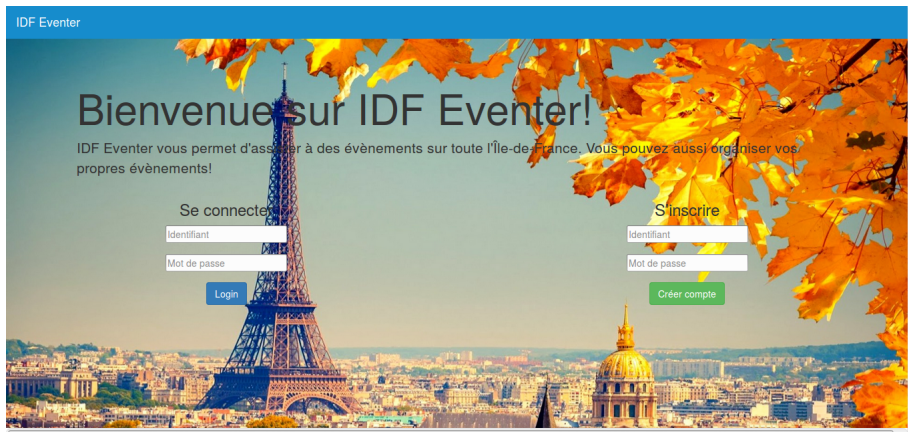 IDF Eventer
Bienvenue sur IDF Eventer!
IDF Eventer vous permet d'assister à des évènements sur toute l'Île-de-France. Vous pouvez aussi organiser vos
propres évènements!
Se connecter
S'inscrire
Identifiant
Identifiant
Mot de passe
Mot de passe
Login
Créer compte